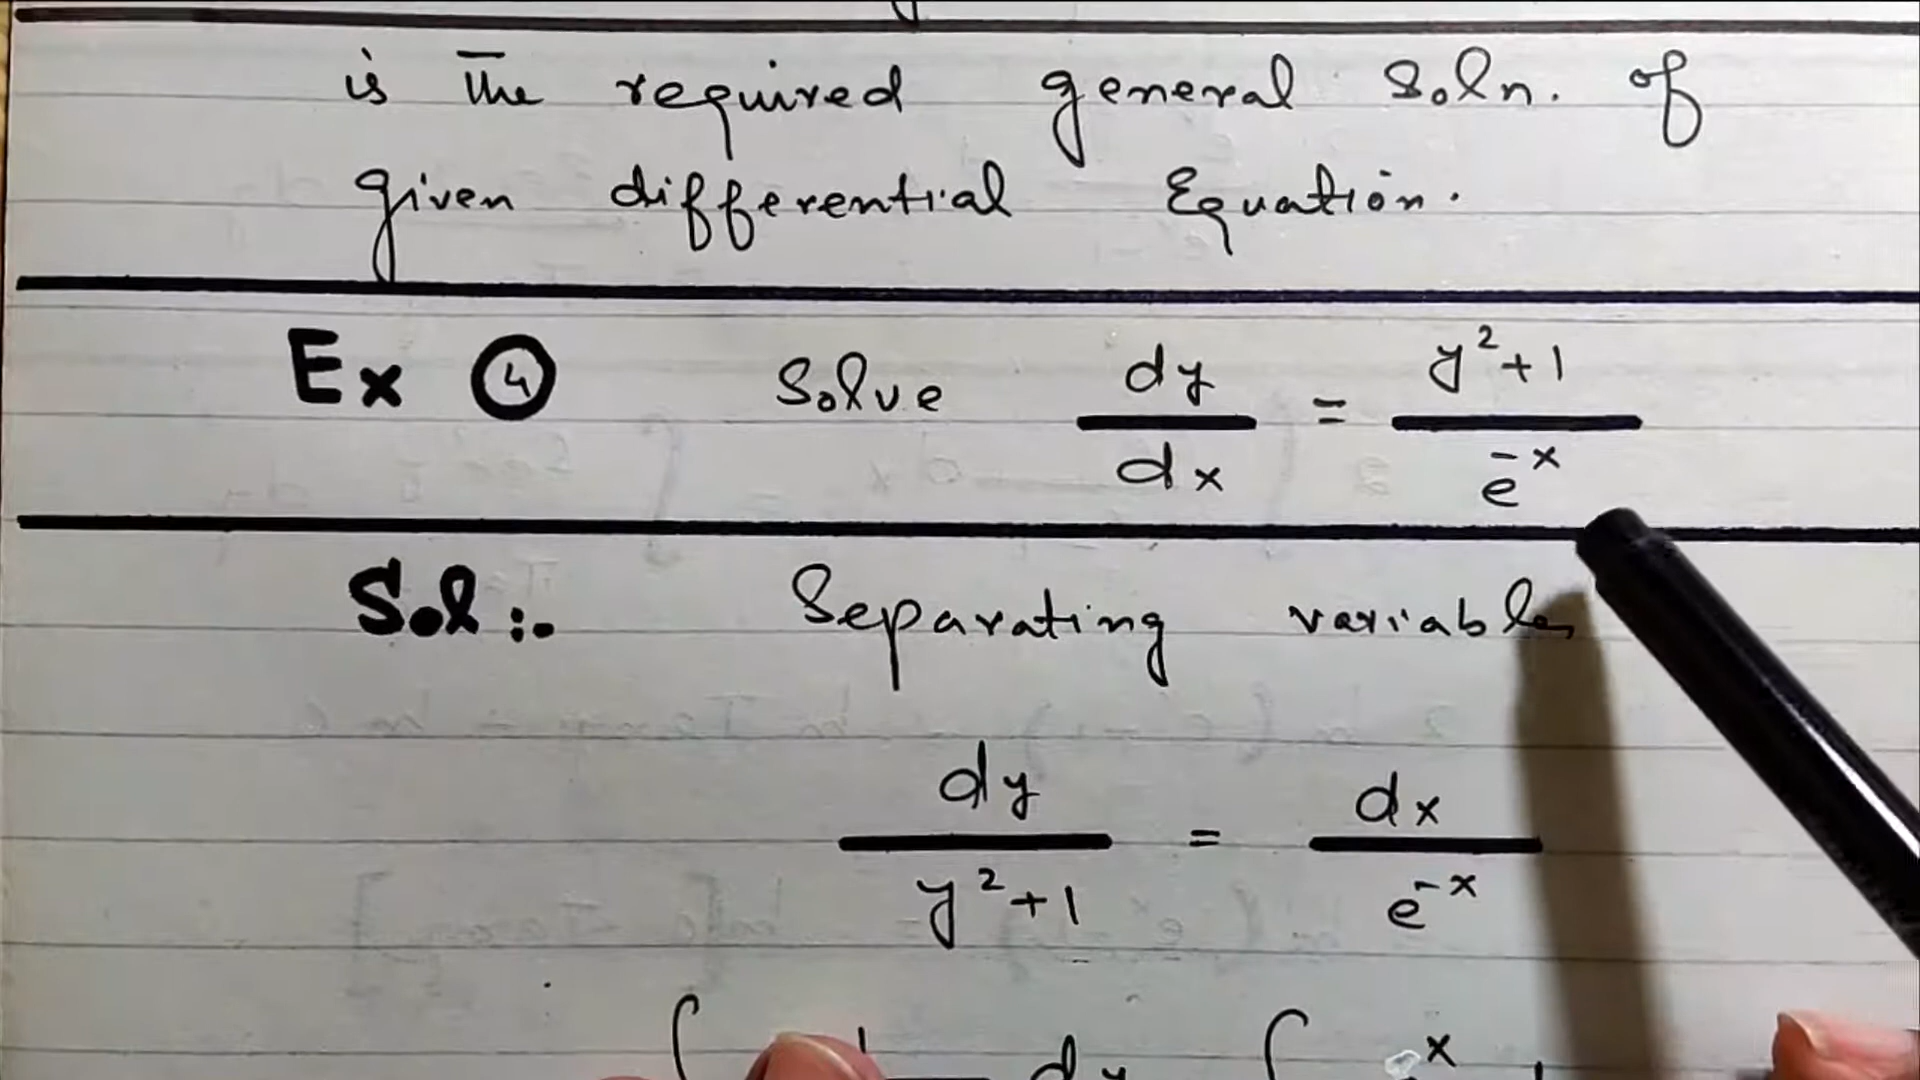 is the required general Soln. of
given differential Equation.
Ex ④ Solve dy/dx = y²+1/e⁻ˣ
Sol:. Separating variables
dy/y²+1 = dx/e⁻ˣ